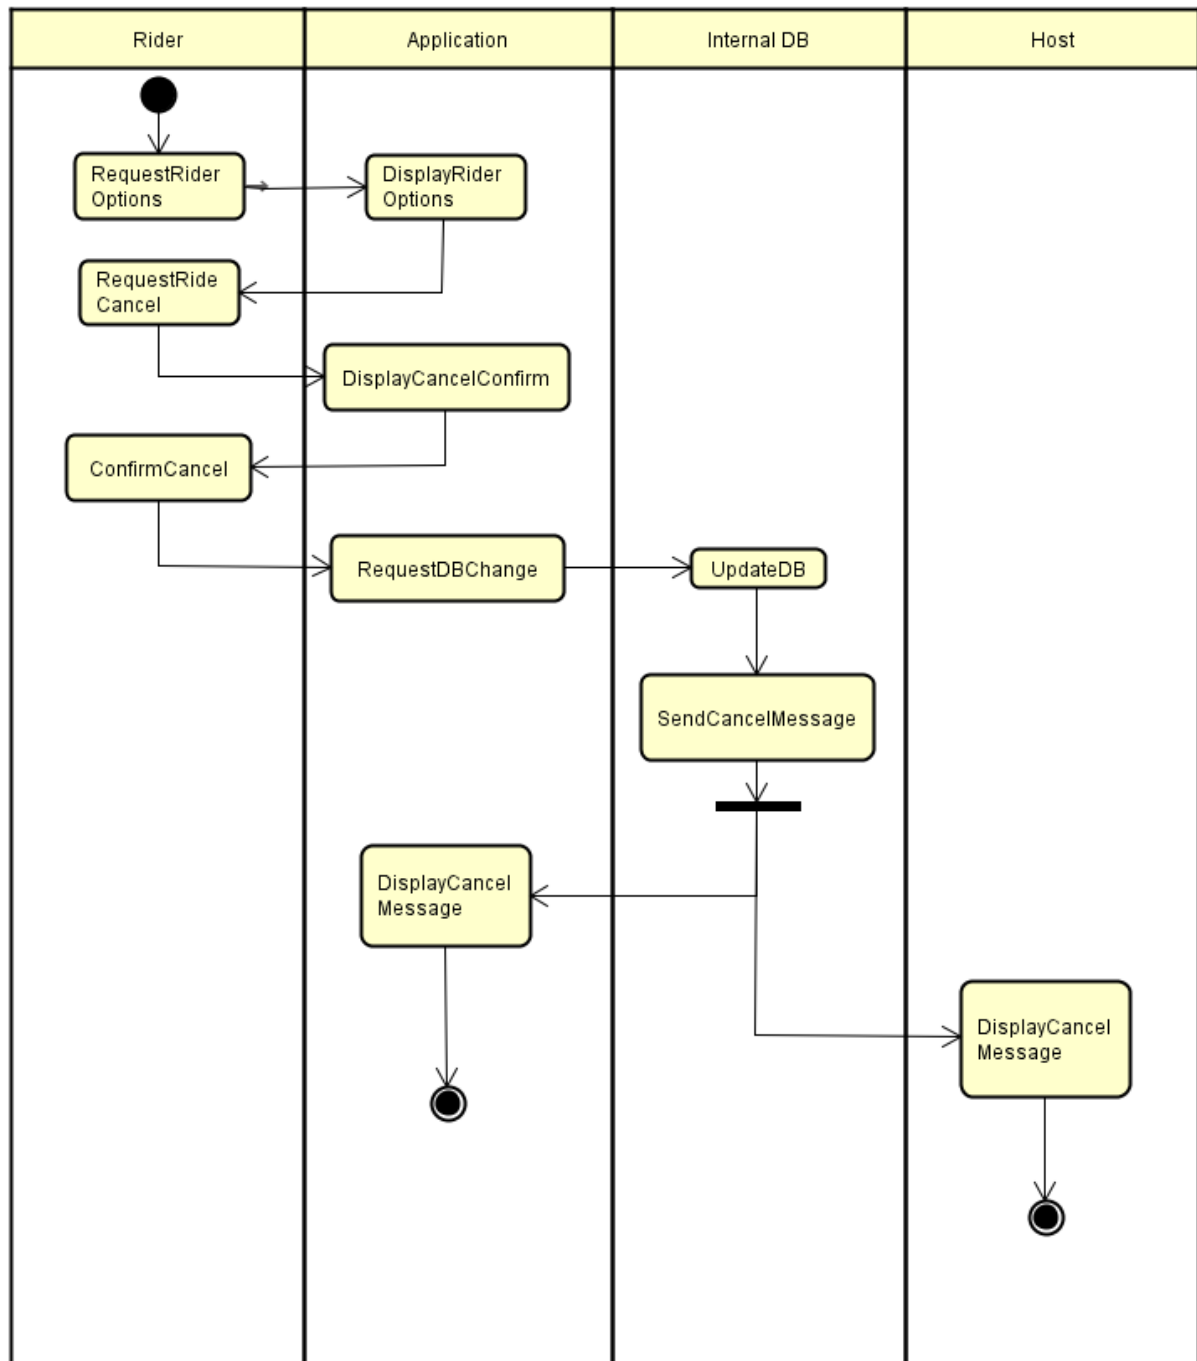 Rider
Application
Internal DB
Host
RequestRider
Options
DisplayRider
Options
RequestRide
Cancel
DisplayCancelConfirm
ConfirmCancel
RequestDBChange
UpdateDB
SendCancelMessage
DisplayCancel
Message
DisplayCancel
Message